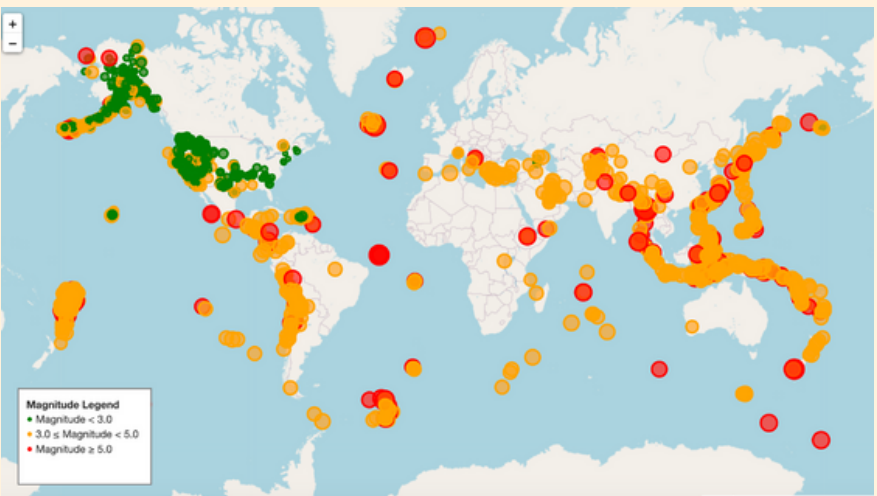 +
−
Magnitude Legend
Magnitude < 3.0
3.0 ≤ Magnitude < 5.0
Magnitude ≥ 5.0